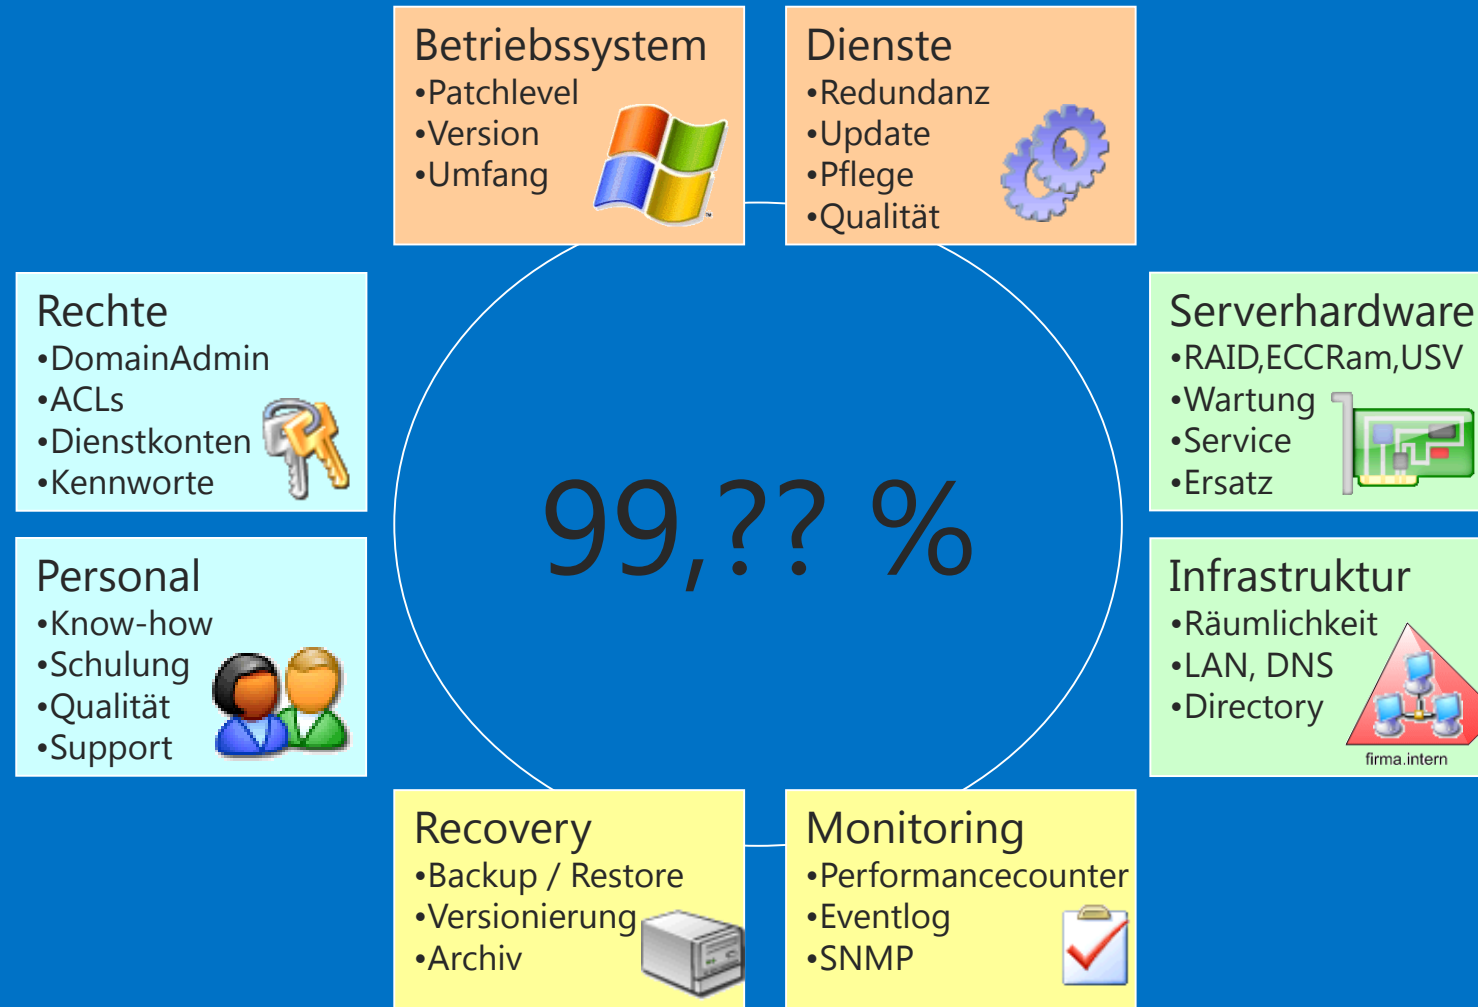 Betriebssystem
•Patchlevel
•Version
•Umfang
Dienste
•Redundanz
•Update
•Pflege
•Qualität
Rechte
•DomainAdmin
•ACLs
•Dienstkonten
•Kennworte
Serverhardware
•RAID,ECCRam,USV
•Wartung
•Service
•Ersatz
99,?? %
Personal
•Know-how
•Schulung
•Qualität
•Support
Infrastruktur
•Räumlichkeit
•LAN, DNS
•Directory
firma.intern
Recovery
•Backup / Restore
•Versionierung
•Archiv
Monitoring
•Performancecounter
•Eventlog
•SNMP